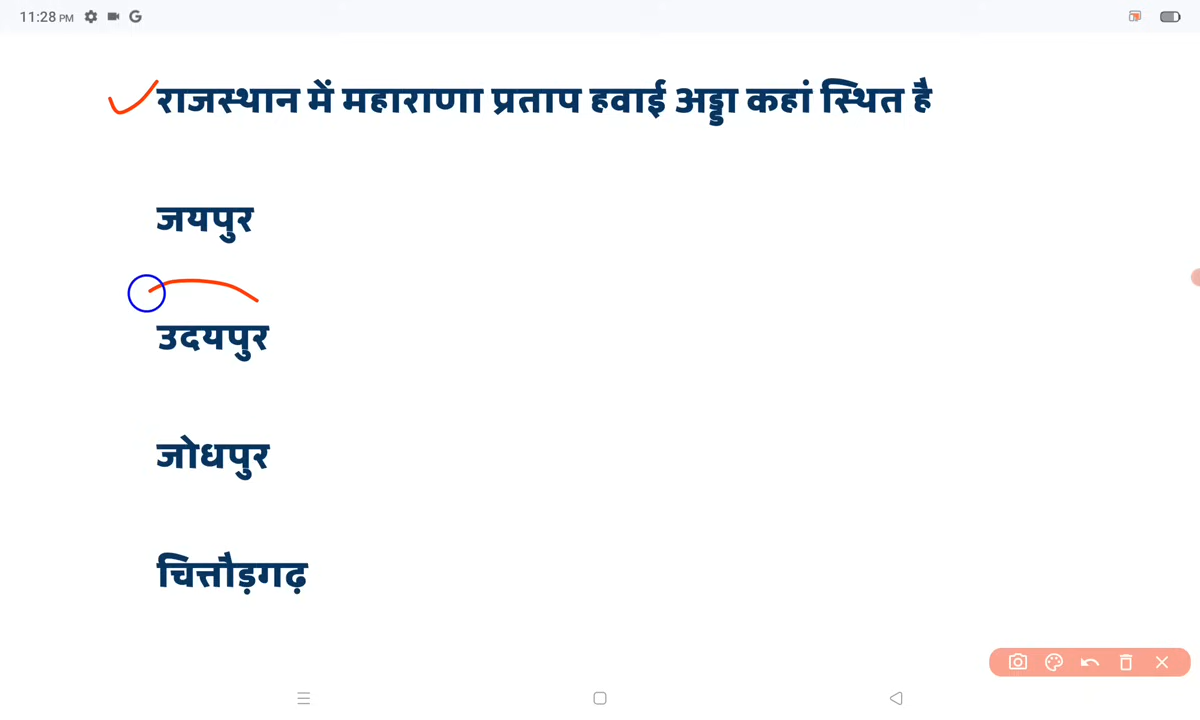 11:28 PM
राजस्थान में महाराणा प्रताप हवाई अड्डा कहां स्थित है
जयपुर
उदयपुर
जोधपुर
चित्तौड़गढ़